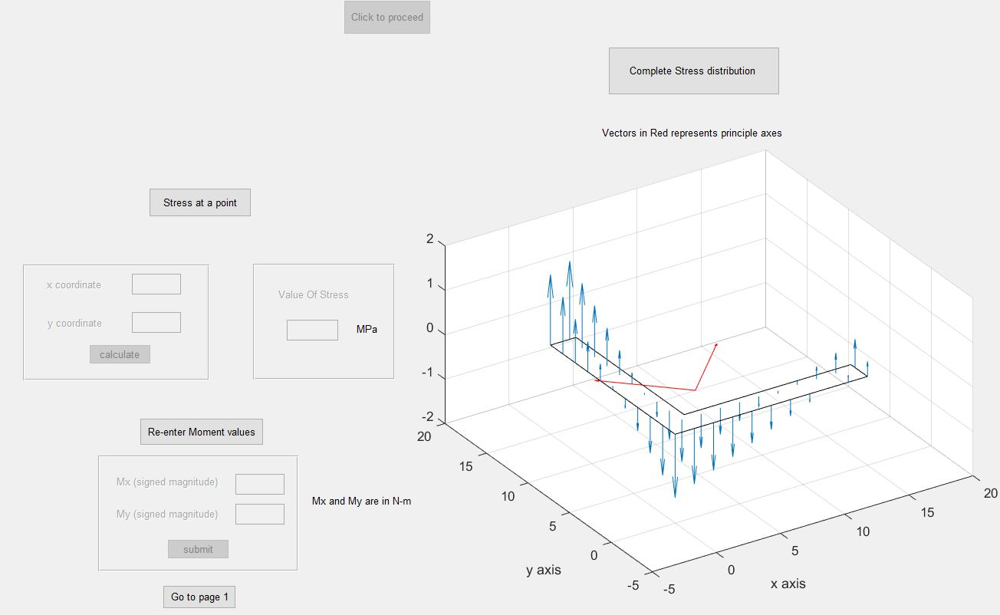 Click to proceed
Complete Stress distribution
Vectors in Red represents principle axes
Stress at a point
x coordinate
y coordinate
calculate
Value Of Stress
MPa
Re-enter Moment values
Mx (signed magnitude)
My (signed magnitude)
submit
Mx and My are in N-m
Go to page 1
2
1
0
-1
-2
20
15
10
5
0
-5
y axis
-5
0
5
10
15
20
x axis